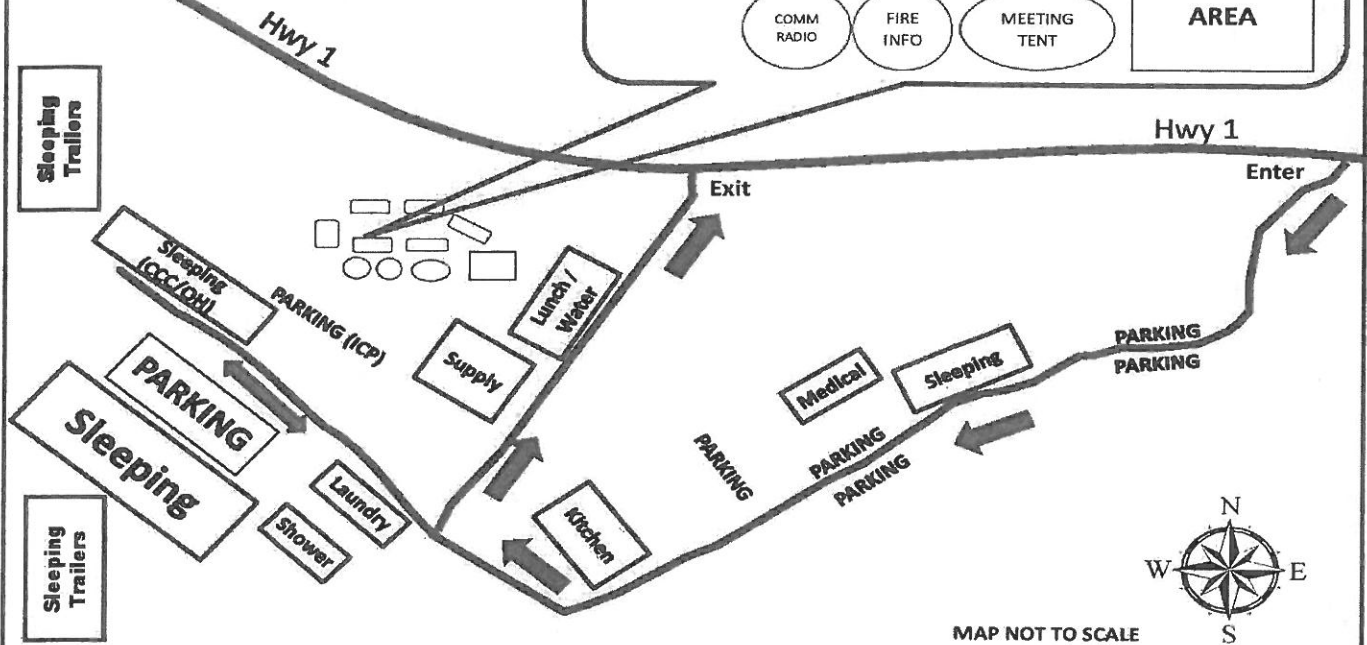 COMM
RADIO
FIRE
INFO
MEETING
TENT
AREA
Hwy 1
Hwy 1
Sleeping
Trailers
Exit
Enter
Sleeping
(CCC/OH)
PARKING (ICP)
Lunch /
Water
Supply
PARKING
PARKING
Medical
Sleeping
PARKING
Sleeping
PARKING
PARKING
PARKING
Laundry
Shower
Kitchen
Sleeping
Trailers
N
W
E
S
MAP NOT TO SCALE